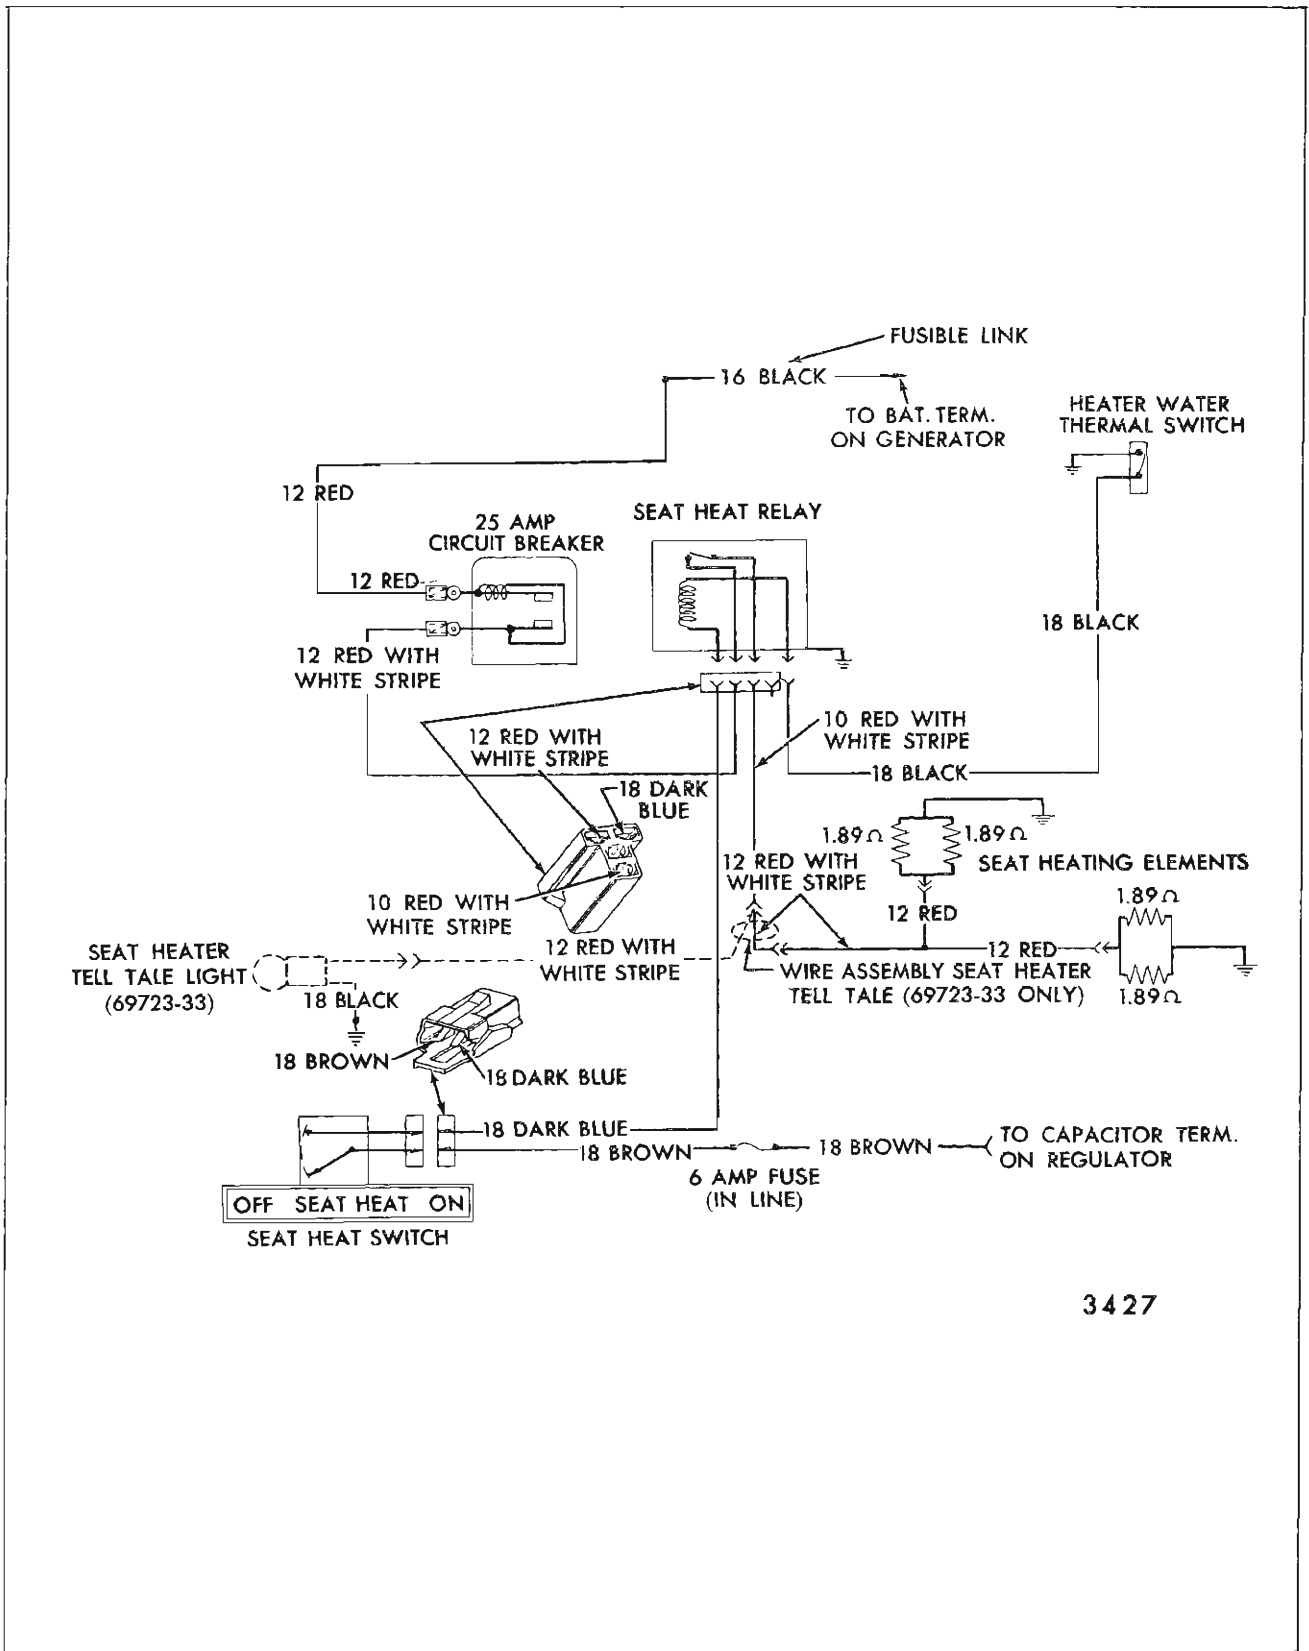 FUSIBLE LINK
16 BLACK
TO BAT. TERM.
ON GENERATOR
HEATER WATER
THERMAL SWITCH
12 RED
25 AMP
CIRCUIT BREAKER
SEAT HEAT RELAY
12 RED
18 BLACK
12 RED WITH
WHITE STRIPE
10 RED WITH
WHITE STRIPE
12 RED WITH
WHITE STRIPE
18 BLACK
18 DARK
BLUE
1.89Ω
1.89Ω
12 RED WITH
WHITE STRIPE
SEAT HEATING ELEMENTS
10 RED WITH
WHITE STRIPE
12 RED
1.89Ω
SEAT HEATER
TELL TALE LIGHT
(69723-33)
12 RED WITH
WHITE STRIPE
12 RED
WIRE ASSEMBLY SEAT HEATER
TELL TALE (69723-33 ONLY)
1.89Ω
18 BLACK
18 BROWN
18 DARK BLUE
18 DARK BLUE
18 BROWN
18 BROWN
TO CAPACITOR TERM.
ON REGULATOR
6 AMP FUSE
(IN LINE)
OFF SEAT HEAT ON
SEAT HEAT SWITCH
3427